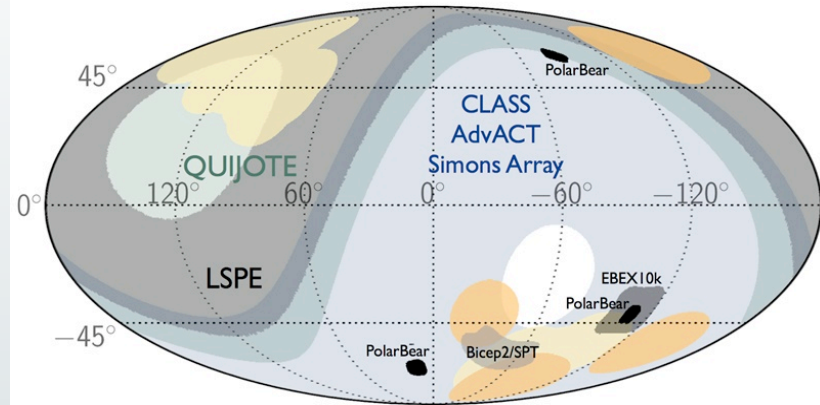 45°
PolarBear
CLASS
AdvACT
Simons Array
QUIJOTE
0°
120°
60°
0°
−60°
−120°
LSPE
EBEX10k
PolarBear
−45°
PolarBear
Bicep2/SPT